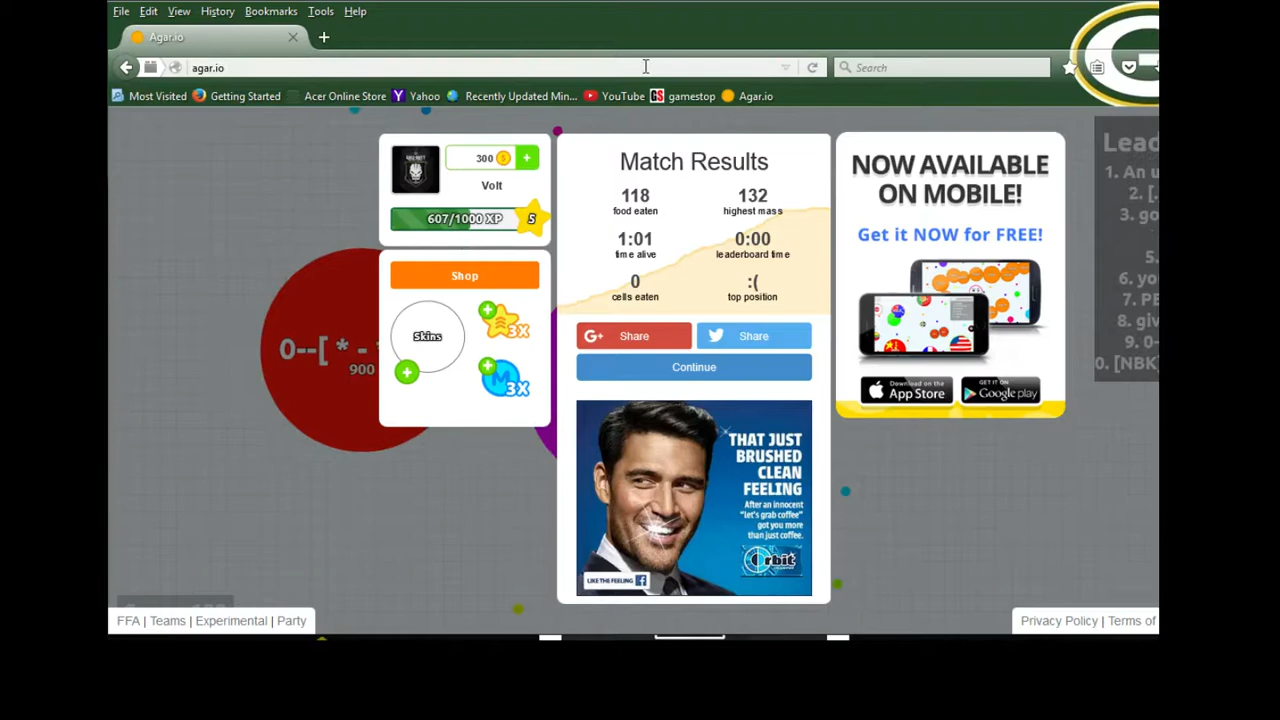 File Edit View History Bookmarks Tools Help
Agar.io
agar.io
Search
Most Visited Getting Started Acer Online Store Yahoo Recently Updated Min... YouTube gamestop Agar.io
300
Volt
607/1000 XP 5
Shop
Skins
3X
M 3X
0--[ * -
900
Match Results
118 132
food eaten highest mass
1:01 0:00
time alive leaderboard time
0 :(
cells eaten top position
G+ Share Share
Continue
THAT JUST
BRUSHED
CLEAN
FEELING
After an innocent
"let's grab coffee"
got you more
than just coffee.
Orbit
LIKE THE FEELING
NOW AVAILABLE
ON MOBILE!
Get it NOW for FREE!
Download on the
App Store
GET IT ON
Google play
Lead
1. An u
2. [.
3. go
5.
6. yo
7. PE
8. giv
9. 0-
0. [NBK]
FFA | Teams | Experimental | Party
Privacy Policy | Terms of